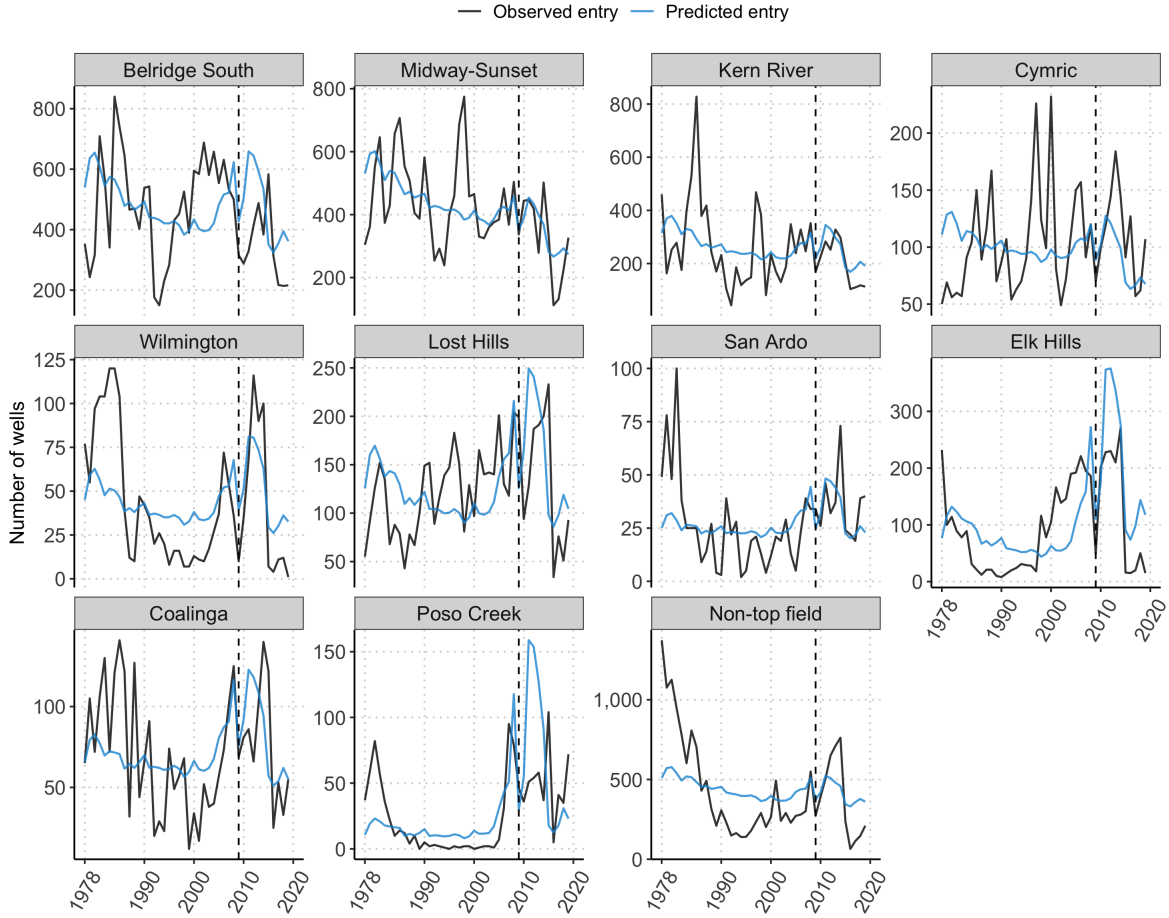 Observed entry Predicted entry
Belridge South Midway-Sunset Kern River Cymric
800 800 800
600 600 600 200
400 400 400 150
200 200 200 100
50
Wilmington Lost Hills San Ardo Elk Hills
Number of wells
125 250 100
100 200 75 300
75 150 50 200
50 100 25 100
25 50 0 0
0
1978 1990 2000 2010 2020
Coalinga Poso Creek Non-top field
100 150 1,000
50 100 500
50 0
0
1978 1990 2000 2010 2020 1978 1990 2000 2010 2020 1978 1990 2000 2010 2020